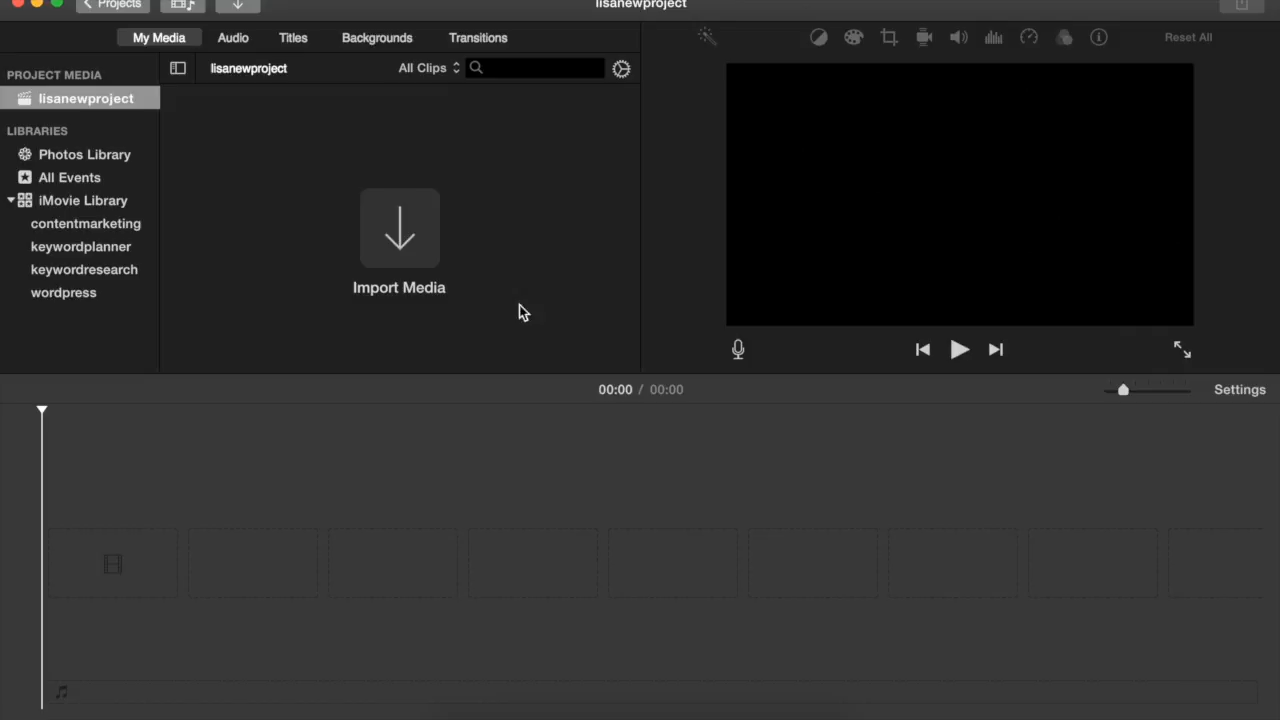 lisanewproject
Projects
My Media Audio Titles Backgrounds Transitions
Reset All
PROJECT MEDIA
lisanewproject
All Clips
lisanewproject
LIBRARIES
Photos Library
All Events
iMovie Library
contentmarketing
keywordplanner
keywordresearch
wordpress
Import Media
00:00 / 00:00
Settings